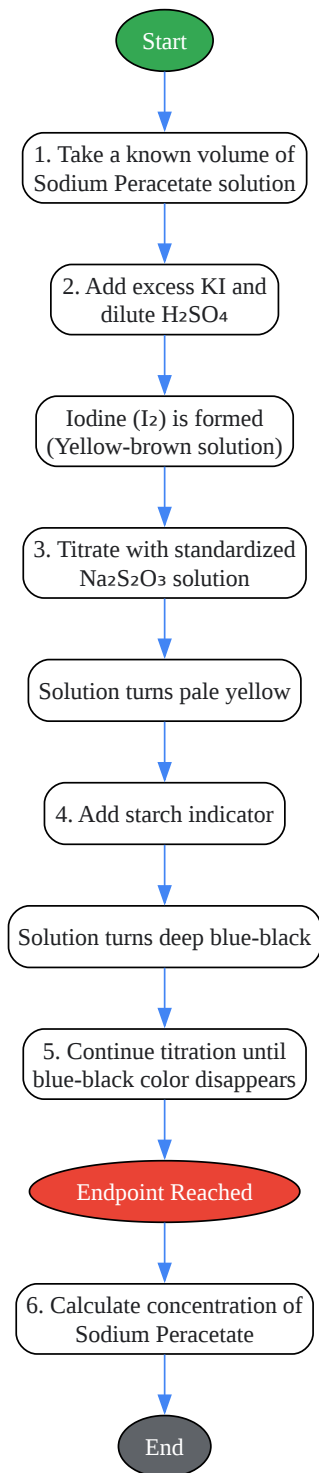 Start
1. Take a known volume of
Sodium Peracetate solution
2. Add excess KI and
dilute H₂SO₄
Iodine (I₂) is formed
(Yellow-brown solution)
3. Titrate with standardized
Na₂S₂O₃ solution
Solution turns pale yellow
4. Add starch indicator
Solution turns deep blue-black
5. Continue titration until
blue-black color disappears
Endpoint Reached
6. Calculate concentration of
Sodium Peracetate
End